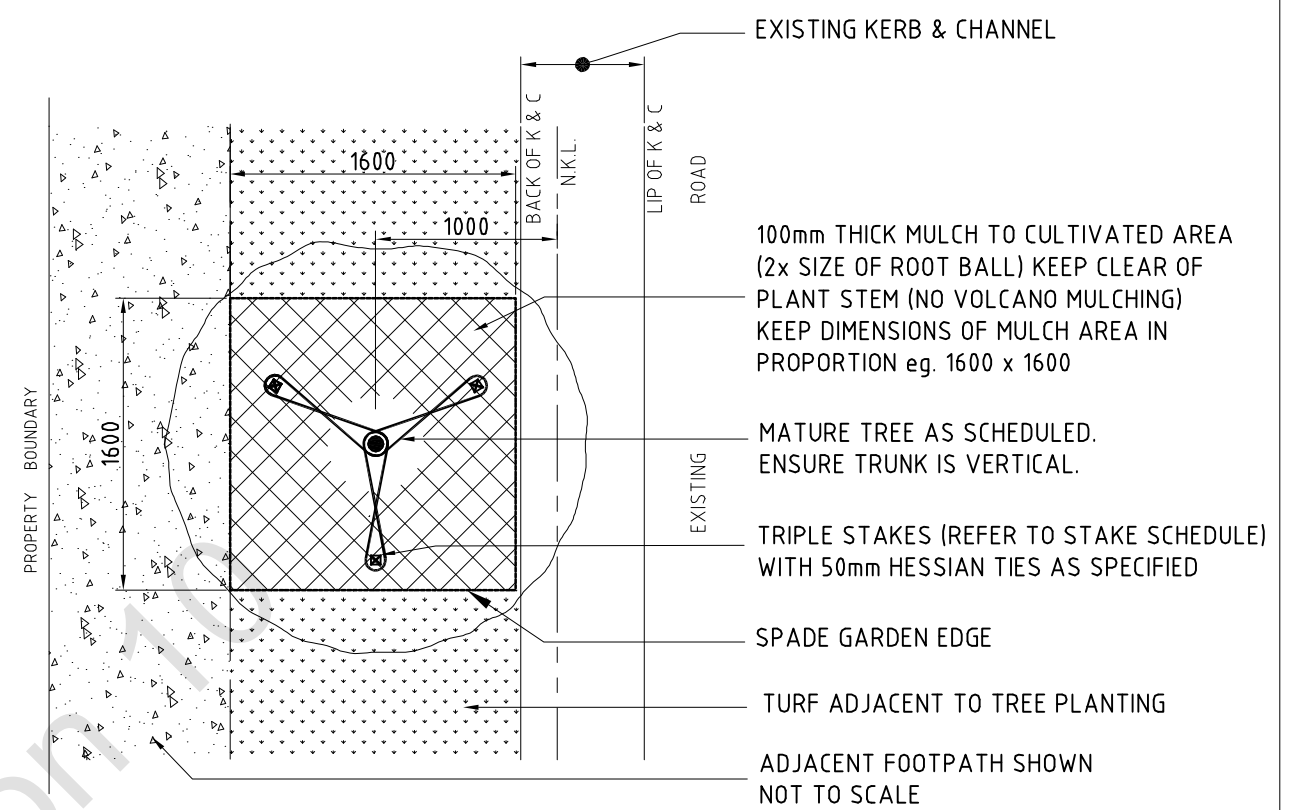 EXISTING KERB & CHANNEL
BACK OF K & C
N.K.L.
LIP OF K & C
ROAD
1600
1000
100mm THICK MULCH TO CULTIVATED AREA
(2x SIZE OF ROOT BALL) KEEP CLEAR OF
PLANT STEM (NO VOLCANO MULCHING)
KEEP DIMENSIONS OF MULCH AREA IN
PROPORTION eg. 1600 x 1600
PROPERTY BOUNDARY
1600
EXISTING
MATURE TREE AS SCHEDULED.
ENSURE TRUNK IS VERTICAL.
TRIPLE STAKES (REFER TO STAKE SCHEDULE)
WITH 50mm HESSIAN TIES AS SPECIFIED
SPADE GARDEN EDGE
TURF ADJACENT TO TREE PLANTING
ADJACENT FOOTPATH SHOWN
NOT TO SCALE
on 10